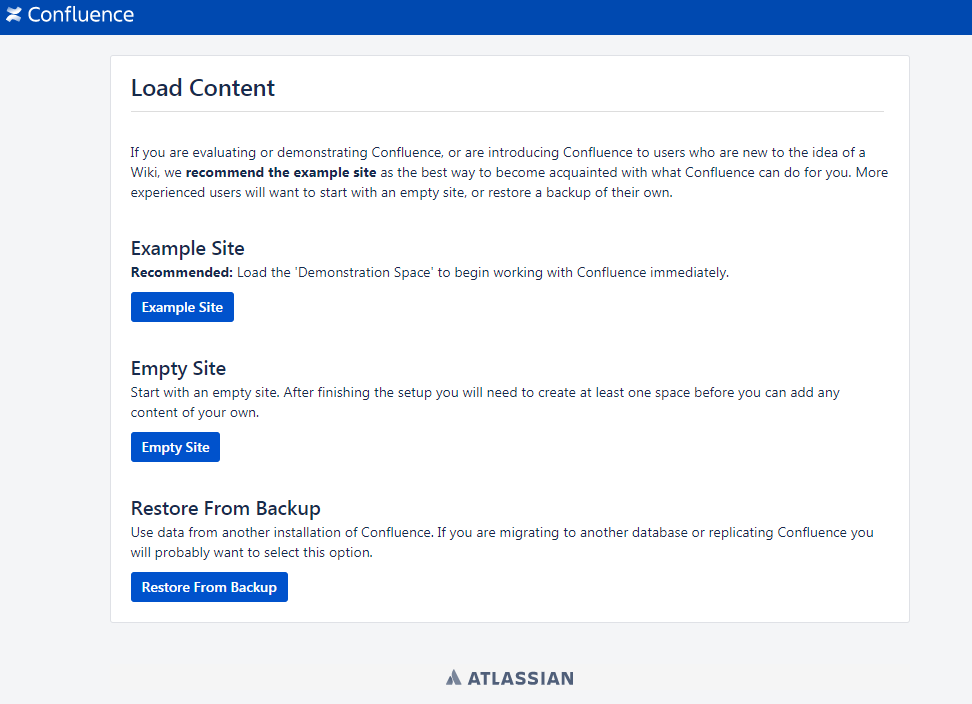 Confluence
Load Content
If you are evaluating or demonstrating Confluence, or are introducing Confluence to users who are new to the idea of a
Wiki, we recommend the example site as the best way to become acquainted with what Confluence can do for you. More
experienced users will want to start with an empty site, or restore a backup of their own.
Example Site
Recommended: Load the 'Demonstration Space' to begin working with Confluence immediately.
Example Site
Empty Site
Start with an empty site. After finishing the setup you will need to create at least one space before you can add any
content of your own.
Empty Site
Restore From Backup
Use data from another installation of Confluence. If you are migrating to another database or replicating Confluence you
will probably want to select this option.
Restore From Backup
ATLASSIAN